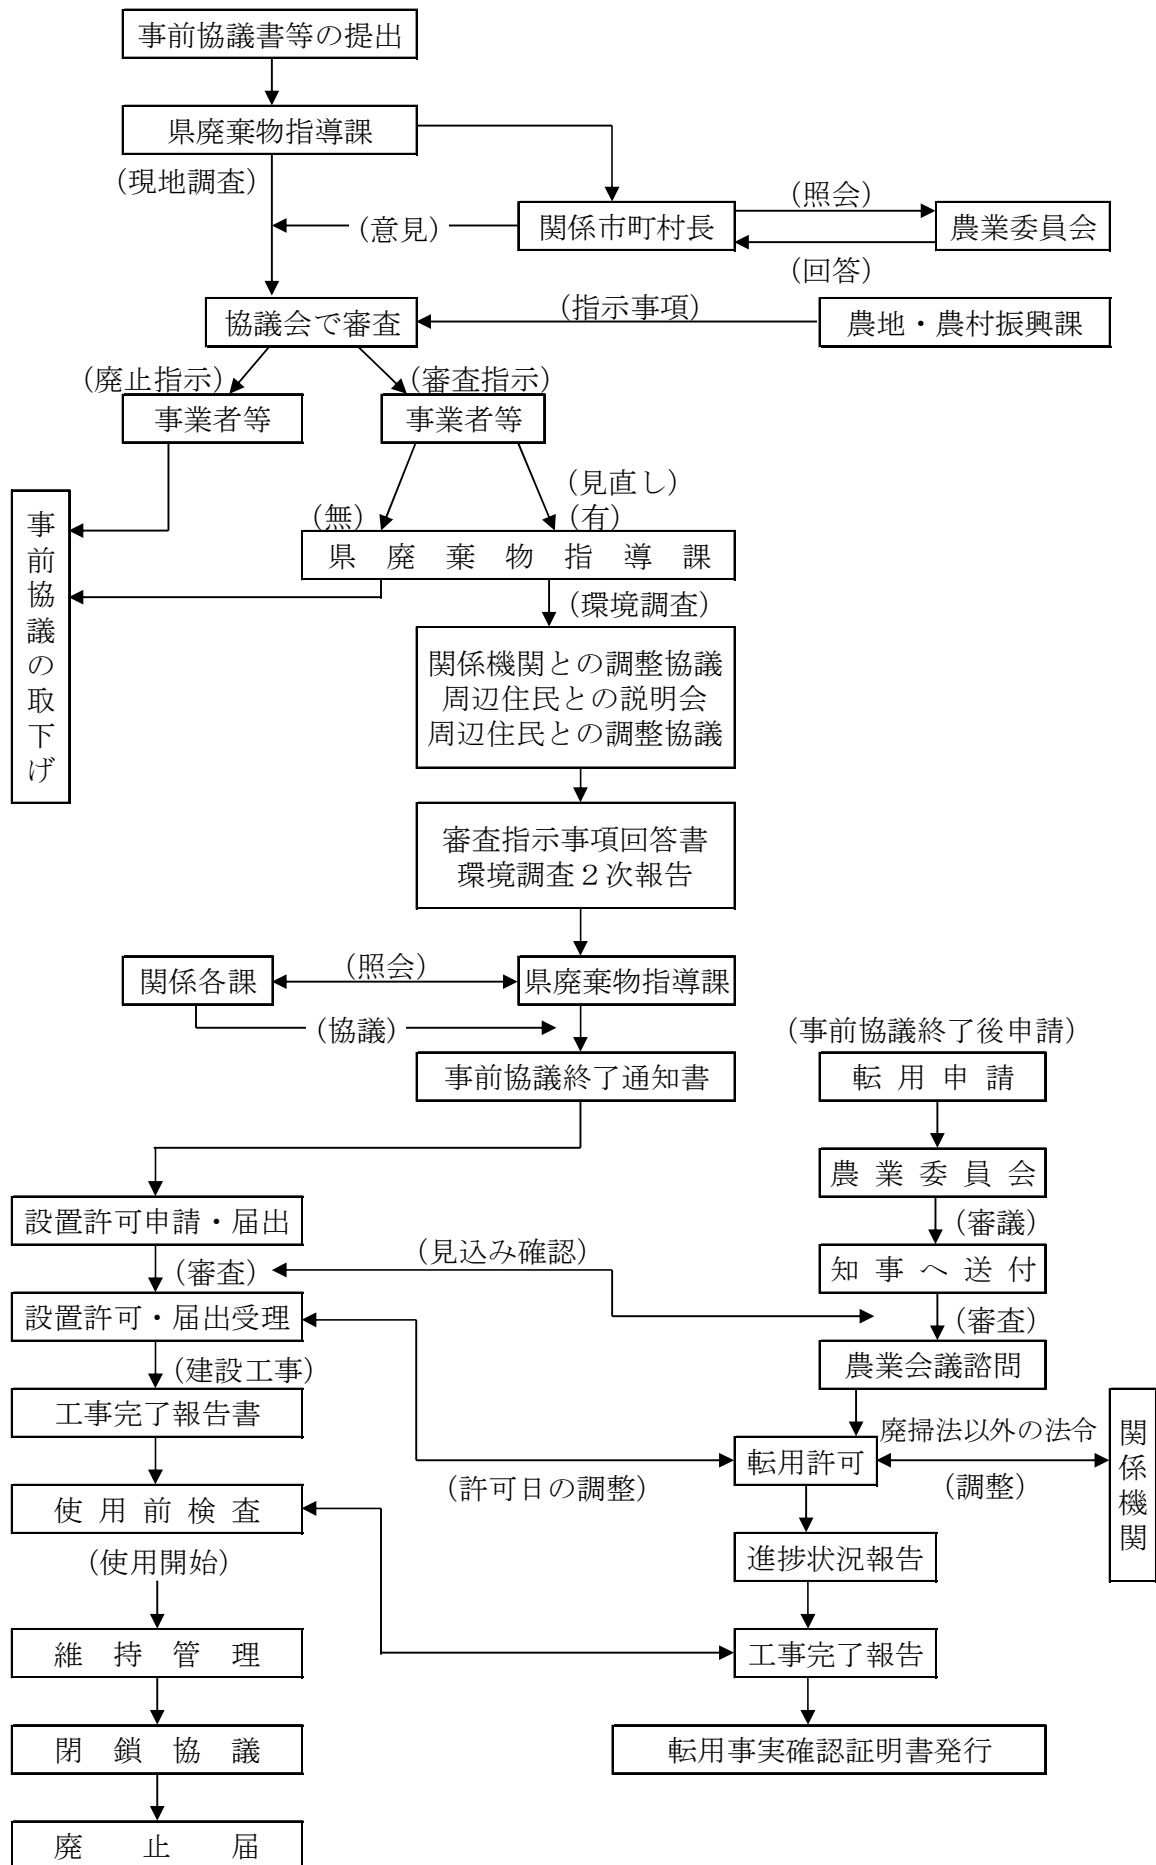 事前協議書等の提出
県廃棄物指導課
(現地調査)
(照会)
(意見)
関係市町村長
農業委員会
(回答)
(指示事項)
協議会で審査
農地・農村振興課
(廃止指示)
(審査指示)
事業者等
事業者等
(見直し)
(無)
(有)
事前協議の取下げ
県廃棄物指導課
(環境調査)
関係機関との調整協議
周辺住民との説明会
周辺住民との調整協議
審査指示事項回答書
環境調査2次報告
関係各課
(照会)
県廃棄物指導課
(協議)
(事前協議終了後申請)
事前協議終了通知書
転用申請
農業委員会
設置許可申請・届出
(審議)
(審査)
(見込み確認)
知事へ送付
設置許可・届出受理
(審査)
(建設工事)
農業会議諮問
工事完了報告書
廃掃法以外の法令
関係機関
転用許可
(許可日の調整)
(調整)
使用前検査
(使用開始)
進捗状況報告
維持管理
工事完了報告
閉鎖協議
転用事実確認証明書発行
廃止届